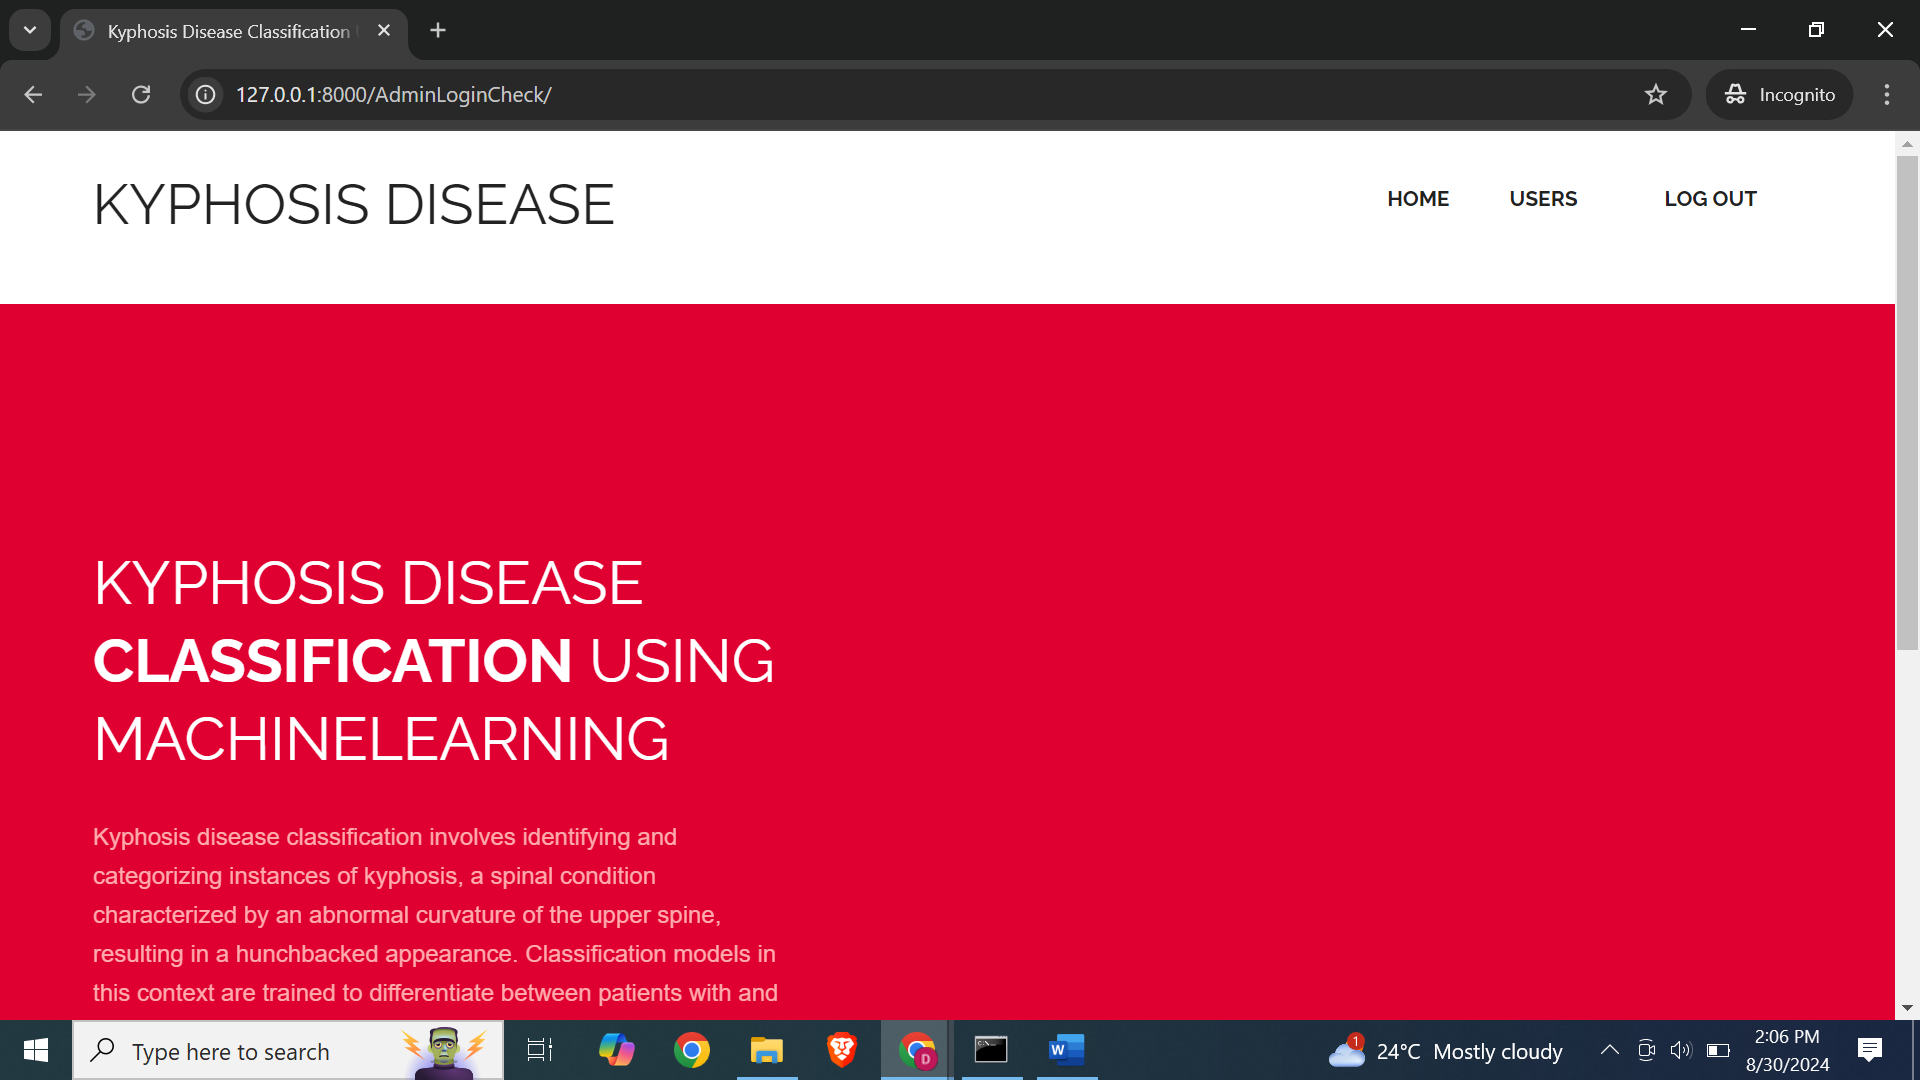 Kyphosis Disease Classification
127.0.0.1:8000/AdminLoginCheck/
Incognito
KYPHOSIS DISEASE
HOME USERS LOG OUT
KYPHOSIS DISEASE
CLASSIFICATION USING
MACHINELEARNING
Kyphosis disease classification involves identifying and
categorizing instances of kyphosis, a spinal condition
characterized by an abnormal curvature of the upper spine,
resulting in a hunchbacked appearance. Classification models in
this context are trained to differentiate between patients with and
Type here to search
D
C:\
W
1
24°C Mostly cloudy
2:06 PM
8/30/2024